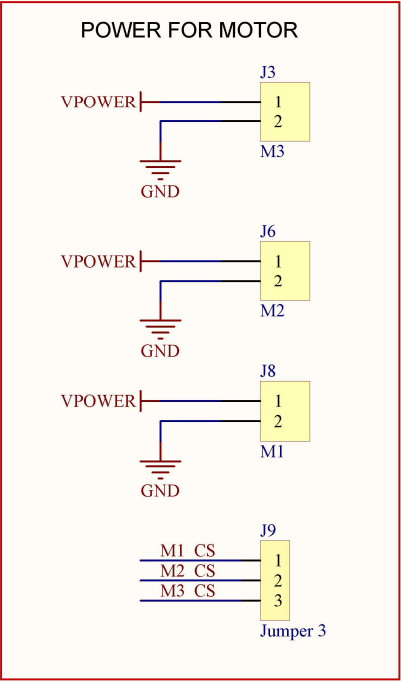 POWER FOR MOTOR
J3
VPOWER 1
2
M3
GND
J6
VPOWER 1
2
M2
GND
J8
VPOWER 1
2
M1
GND
J9
M1 CS 1
M2 CS 2
M3 CS 3
Jumper 3